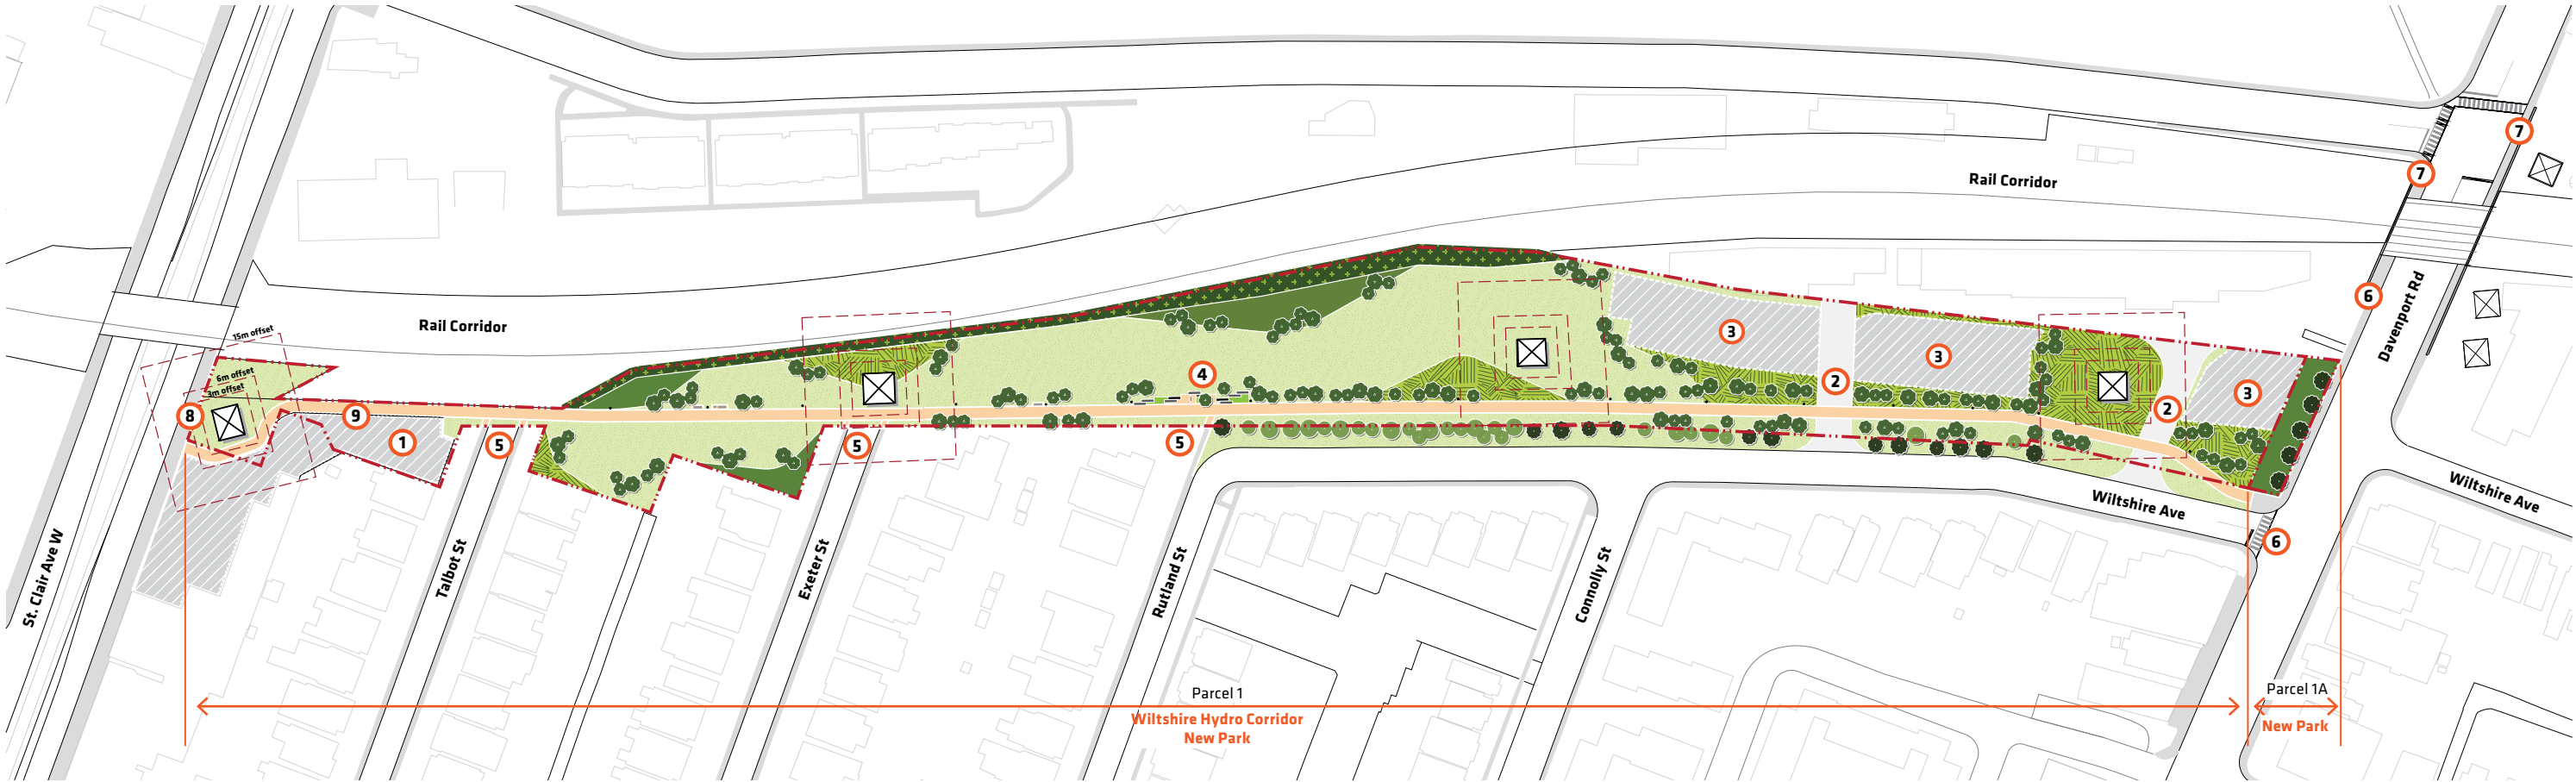 7
7
Rail Corridor
6
Davenport Rd
15m offset
Rail Corridor
3
3
6m offset
3m offset
4
2
3
2
8
9
1
5
5
5
Wiltshire Ave
Wiltshire Ave
6
St. Clair Ave W
Talbot St
Exeter St
Rutland St
Connolly St
Parcel 1
Wiltshire Hydro Corridor
New Park
Parcel 1A
New Park